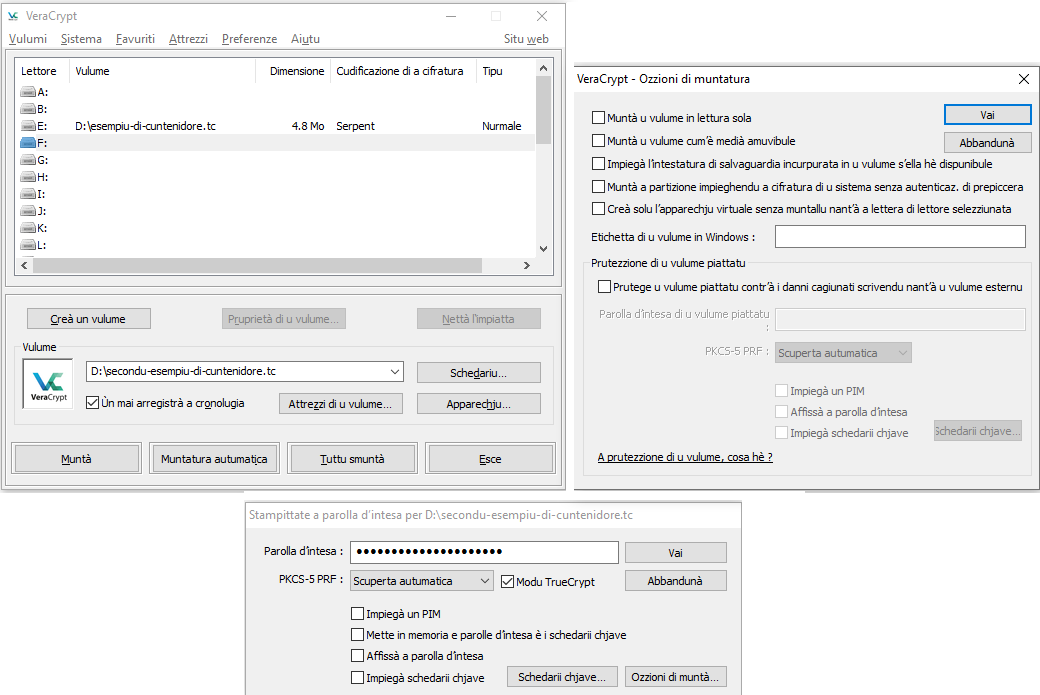 VeraCrypt
Vulumi Sistema Favuriti Attrezzi Preferenze Aiutu Situ web
Lettore Volume Dimensione Cudificazione di a cifratura Tipu
A:
B:
E: D:\esempiu-di-cuntenidore.tc 4.8 Mo Serpent Nurmale
F:
G:
H:
I:
J:
K:
L:
Creà un vulume Pruprietà di u vulume... Nettà l'impiatta
Vulume
VeraCrypt
D:\secondu-esempiu-di-cuntenidore.tc Schedariu...
Ùn mai arregistrà a cronolugia Attrezzi di u vulume... Apparechju...
Muntà Muntatura autumatica Tuttu smuntà Esce
VeraCrypt - Ozzioni di muntatura
Muntà u vulume in lettura sola Vai
Muntà u vulume cum'è medià amuvibule Abbandunà
Impiegà l'intestatura di salvaguardia incurpurata in u vulume s'ella hè dispunibule
Muntà a partizione impieghendu a cifratura di u sistema senza autenticaz. di prepiccera
Creà solu l'apparechju virtuale senza muntallu nant'à a lettera di lettore selezziunata
Etichetta di u vulume in Windows :
Prutezzione di u vulume piattatu
Prutege u vulume piattatu contr'à i danni cagiunati scrivendu nant'à u vulume esternu
Parolla d'intesa di u vulume piattatu
:
PKCS-5 PRF : Scuperta autumatica
Impiegà un PIM
Affissà a parolla d'intesa
Impiegà schedarii chjave Schedarii chjave...
A prutezzione di u vulume, cosa hè ?
Stampittate a parolla d'intesa per D:\secondu-esempiu-di-cuntenidore.tc
Parolla d'intesa : Vai
PKCS-5 PRF : Scuperta autumatica Modu TrueCrypt Abbandunà
Impiegà un PIM
Mette in memoria e parolle d'intesa è i schedarii chjave
Affissà a parolla d'intesa
Impiegà schedarii chjave Schedarii chjave... Ozzioni di muntà...